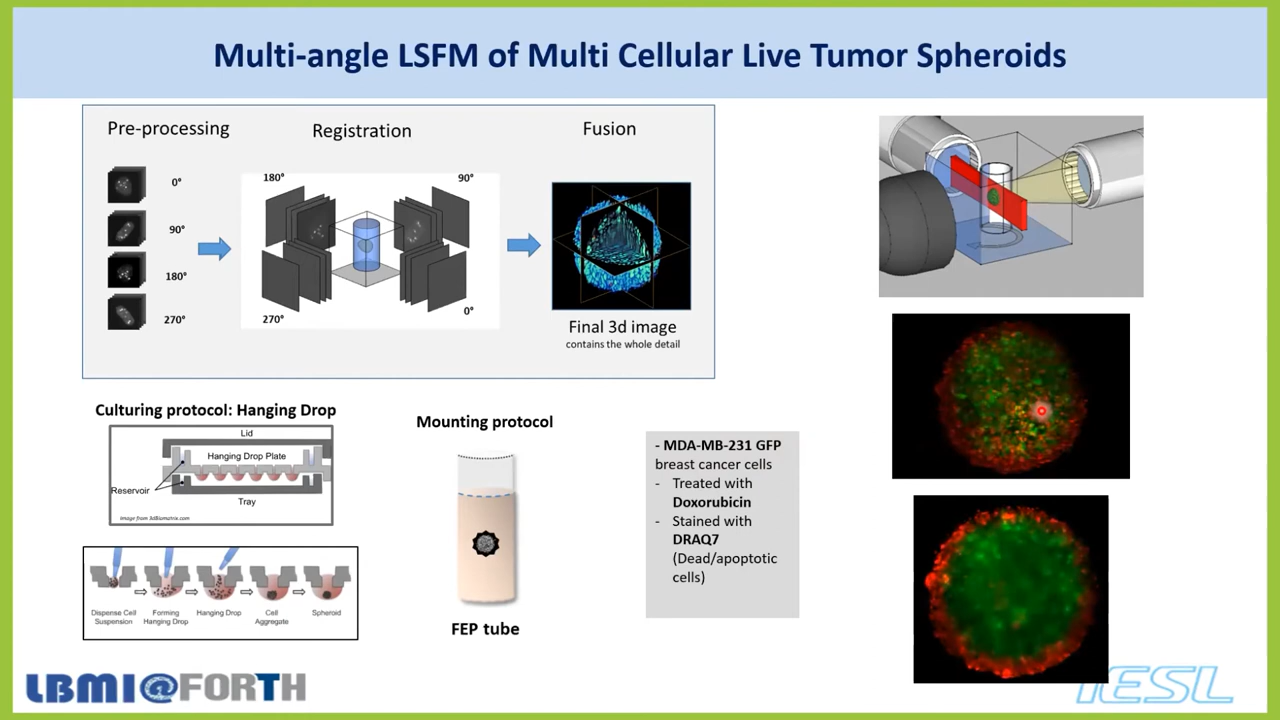 Multi-angle LSFM of Multi Cellular Live Tumor Spheroids
Pre-processing
Registration
Fusion
0°
90°
180°
270°
180°
90°
270°
0°
Final 3d image
contains the whole detail
Culturing protocol: Hanging Drop
Lid
Hanging Drop Plate
Reservoir
Tray
Image from 3dBiomatrix.com
Dispense Cell
Suspension
Forming
Hanging Drop
Hanging Drop
Cell
Aggregate
Spheroid
Mounting protocol
FEP tube
- MDA-MB-231 GFP
breast cancer cells
- Treated with
Doxorubicin
- Stained with
DRAQ7
(Dead/apoptotic
cells)
LBMI@FORTH
IESL